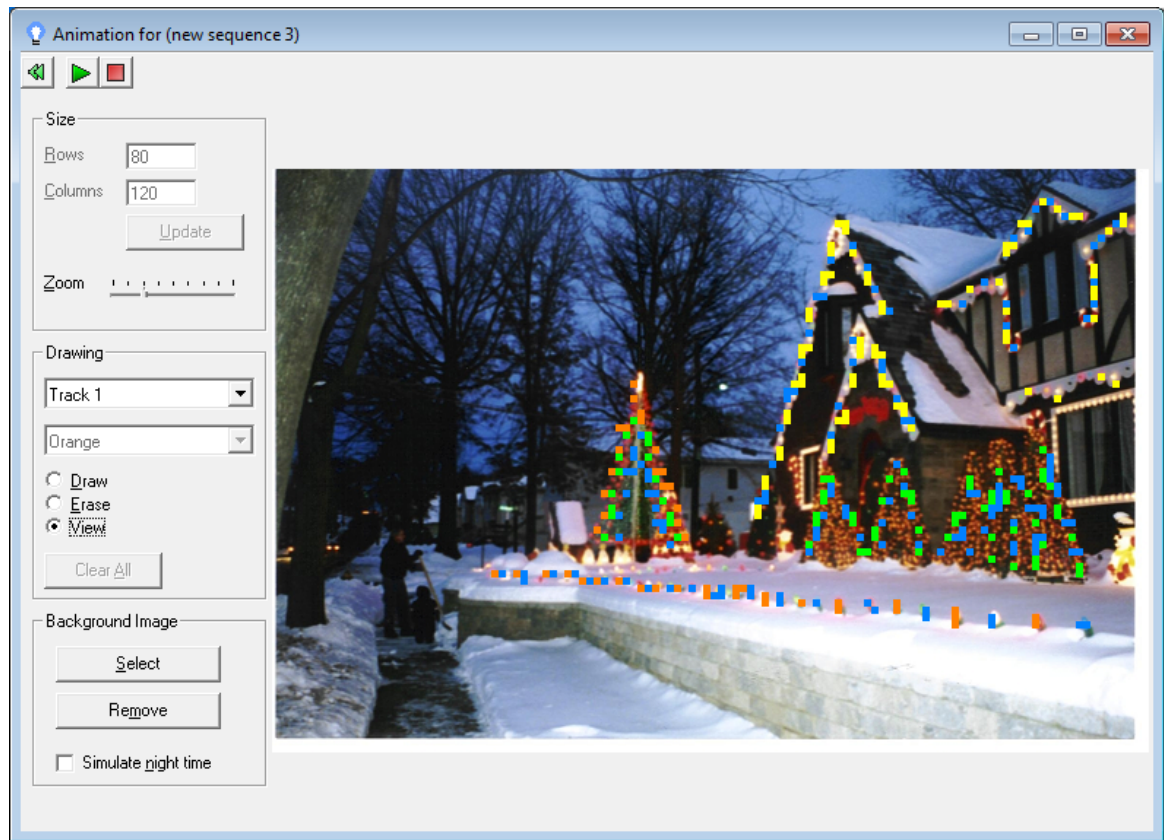 Animation for (new sequence 3)
Size
Rows 80
Columns 120
Update
Zoom
Drawing
Track 1
Orange
Draw
Erase
View
Clear All
Background Image
Select
Remove
Simulate night time